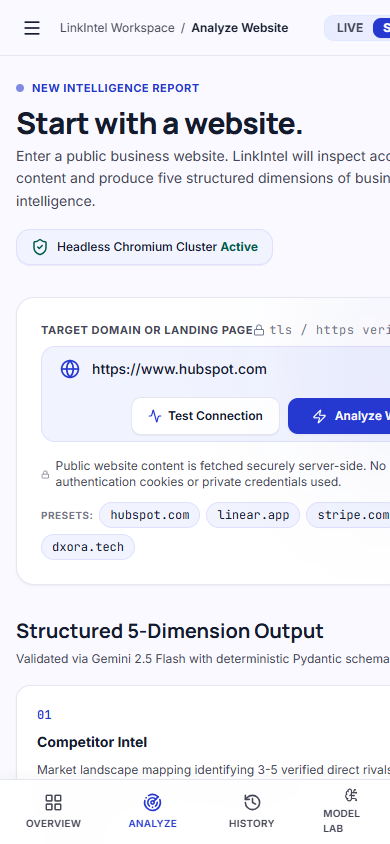 LinkIntel Workspace / Analyze Website LIVE S
NEW INTELLIGENCE REPORT
Start with a website.
Enter a public business website. LinkIntel will inspect acc
content and produce five structured dimensions of busin
intelligence.
Headless Chromium Cluster Active
TARGET DOMAIN OR LANDING PAGE tls / https veri
https://www.hubspot.com
Test Connection Analyze W
Public website content is fetched securely server-side. No
authentication cookies or private credentials used.
PRESETS: hubspot.com linear.app stripe.com
dxora.tech
Structured 5-Dimension Output
Validated via Gemini 2.5 Flash with deterministic Pydantic schema
01
Competitor Intel
Market landscape mapping identifying 3-5 verified direct rivals
OVERVIEW ANALYZE HISTORY MODEL
LAB